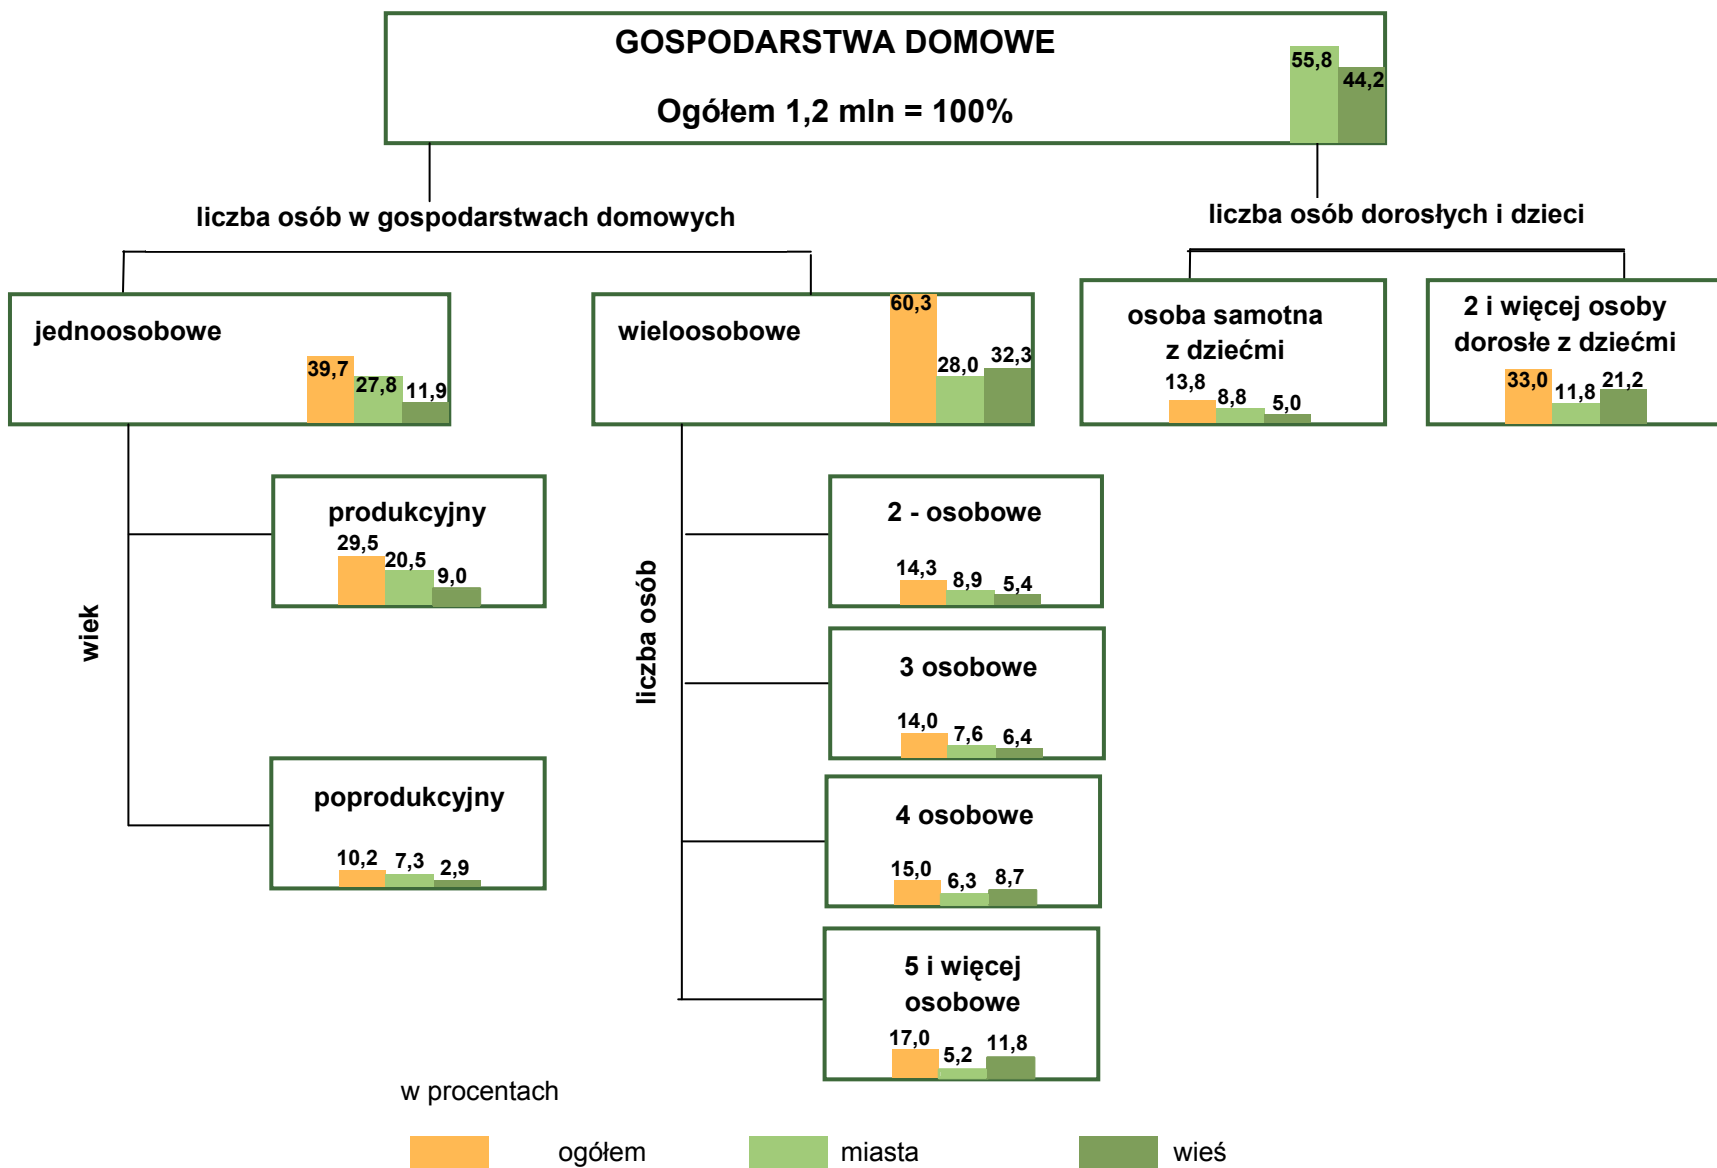 GOSPODARSTWA DOMOWE
Ogółem 1,2 mln = 100%
55,8
44,2
liczba osób w gospodarstwach domowych
liczba osób dorosłych i dzieci
jednoosobowe
39,7
27,8
11,9
wieloosobowe
60,3
28,0
32,3
osoba samotna
z dziećmi
13,8
8,8
5,0
2 i więcej osoby
dorosłe z dziećmi
33,0
11,8
21,2
wiek
produkcyjny
29,5
20,5
9,0
poprodukcyjny
10,2
7,3
2,9
liczba osób
2 - osobowe
14,3
8,9
5,4
3 osobowe
14,0
7,6
6,4
4 osobowe
15,0
6,3
8,7
5 i więcej
osobowe
17,0
5,2
11,8
w procentach
ogółem
miasta
wieś